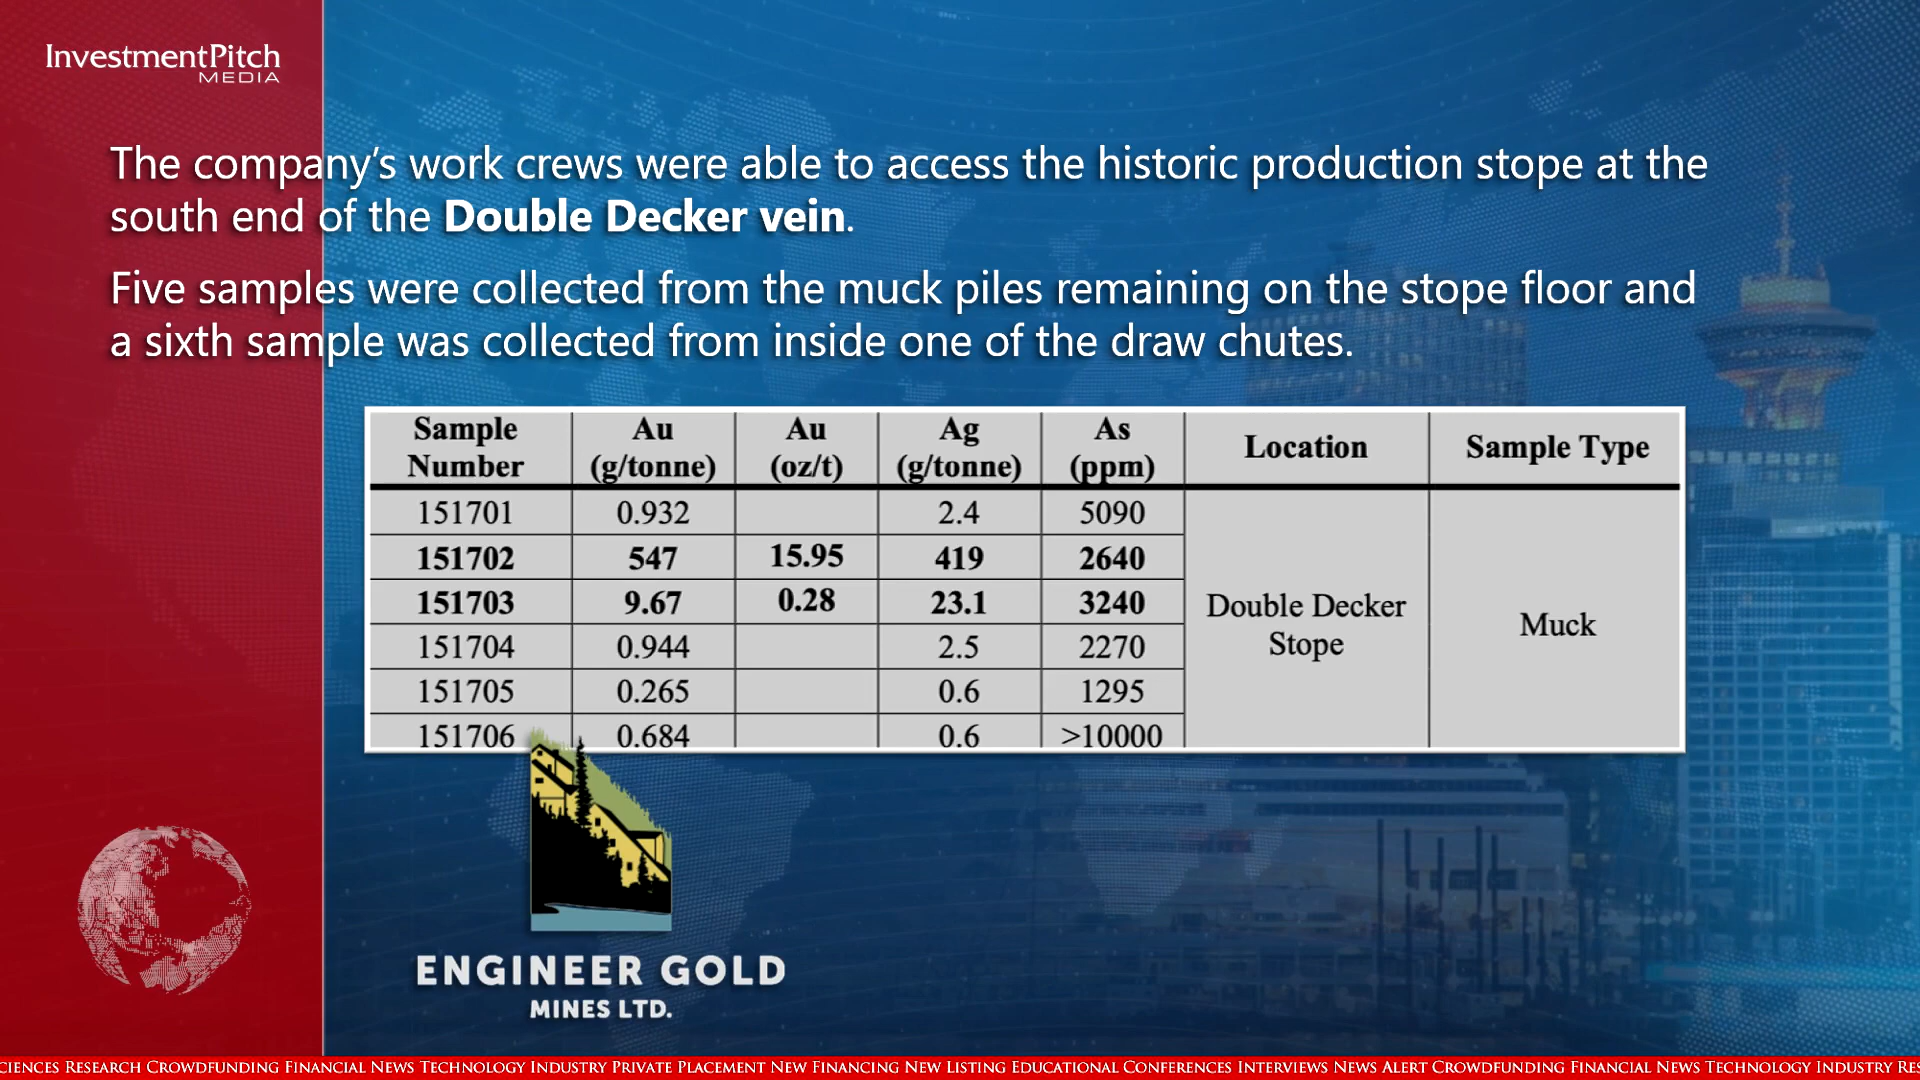 InvestmentPitch
MEDIA
The company's work crews were able to access the historic production stope at the
south end of the Double Decker vein.
Five samples were collected from the muck piles remaining on the stope floor and
a sixth sample was collected from inside one of the draw chutes.
Sample Number Au (g/tonne) Au (oz/t) Ag (g/tonne) As (ppm) Location Sample Type
151701 0.932 2.4 5090
151702 547 15.95 419 2640
151703 9.67 0.28 23.1 3240
Double Decker Stope
Muck
151704 0.944 2.5 2270
151705 0.265 0.6 1295
151706 0.684 0.6 >10000
ENGINEER GOLD
MINES LTD.
CIENCES RESEARCH CROWDFUNDING FINANCIAL NEWS TECHNOLOGY INDUSTRY PRIVATE PLACEMENT NEW FINANCING NEW LISTING EDUCATIONAL CONFERENCES INTERVIEWS NEWS ALERT CROWDFUNDING FINANCIAL NEWS TECHNOLOGY INDUSTRY RES